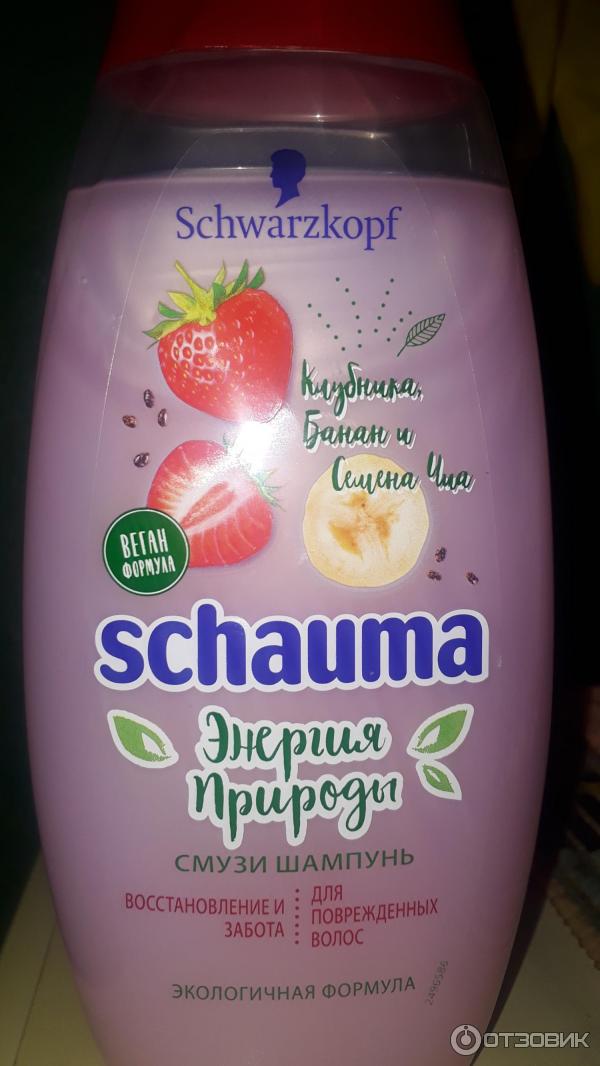 Schwarzkopf
Клубника,
Банан и
Семена Чиа
ВЕГАН
ФОРМУЛА
schauma
Энергия
Природы
СМУЗИ ШАМПУНЬ
ВОССТАНОВЛЕНИЕ И
ЗАБОТА
ДЛЯ
ПОВРЕЖДЕННЫХ
ВОЛОС
ЭКОЛОГИЧНАЯ ФОРМУЛА
2496586
ОТЗОВИК